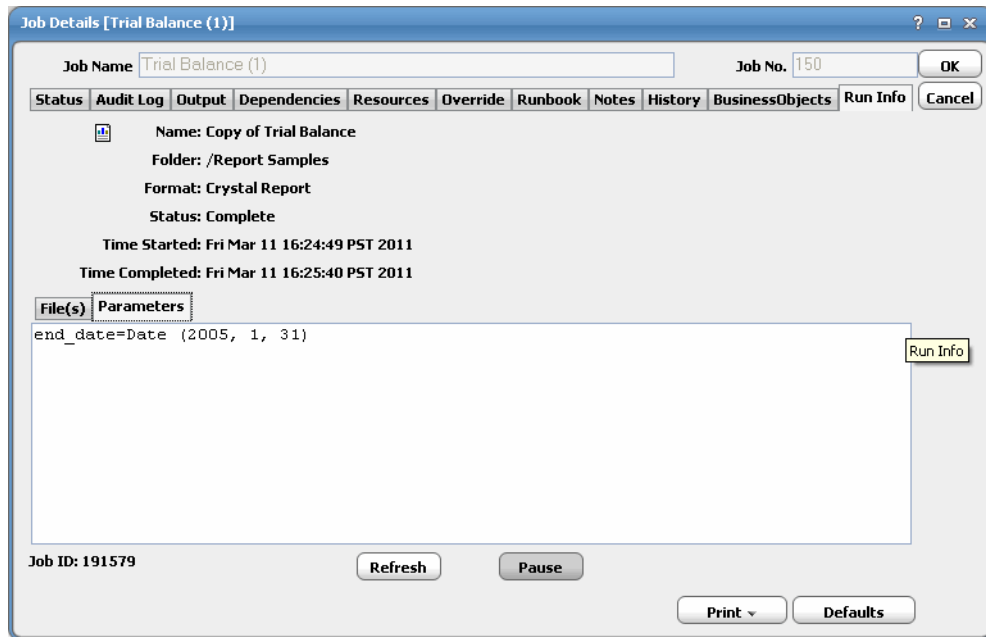 Job Details [Trial Balance (1)]
Job Name Trial Balance (1) Job No. 150 OK
Status Audit Log Output Dependencies Resources Override Runbook Notes History BusinessObjects Run Info Cancel
Name: Copy of Trial Balance
Folder: /Report Samples
Format: Crystal Report
Status: Complete
Time Started: Fri Mar 11 16:24:49 PST 2011
Time Completed: Fri Mar 11 16:25:40 PST 2011
File(s) Parameters
end_date=Date (2005, 1, 31)
Run Info
Job ID: 191579 Refresh Pause
Print Defaults